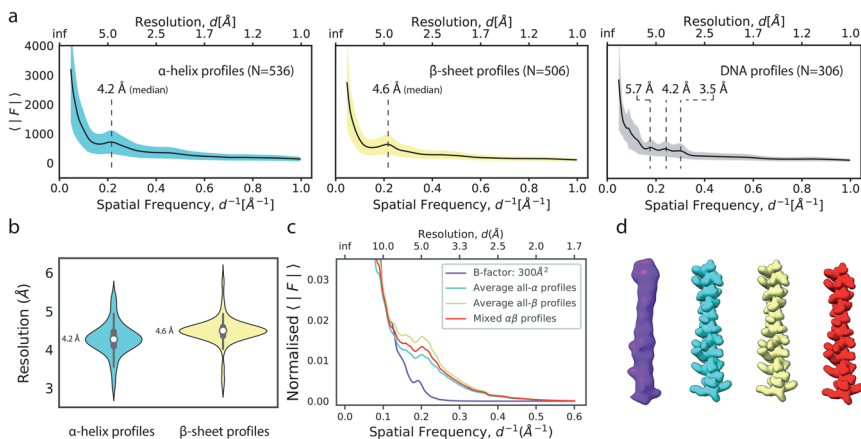 a
Resolution, d[Å]
inf 5.0 2.5 1.7 1.2 1.0
4000
3000
2000
1000
0
⟨|F|⟩
α-helix profiles (N=536)
4.2 Å (median)
0.0 0.2 0.4 0.6 0.8 1.0
Spatial Frequency, d⁻¹[Å⁻¹]
Resolution, d[Å]
inf 5.0 2.5 1.7 1.2 1.0
β-sheet profiles (N=506)
4.6 Å (median)
0.0 0.2 0.4 0.6 0.8 1.0
Spatial Frequency, d⁻¹[Å⁻¹]
Resolution, d[Å]
inf 5.0 2.5 1.7 1.2 1.0
DNA profiles (N=306)
5.7 Å 4.2 Å 3.5 Å
0.0 0.2 0.4 0.6 0.8 1.0
Spatial Frequency, d⁻¹[Å⁻¹]
b
Resolution (Å)
6
5
4
3
4.2 Å
4.6 Å
α-helix profiles β-sheet profiles
c
Resolution, d(Å)
inf 10.0 5.0 3.3 2.5 2.0 1.7
Normalised ⟨|F|⟩
0.03
0.02
0.01
0.00
B-factor: 300Å²
Average all-α profiles
Average all-β profiles
Mixed αβ profiles
0.0 0.1 0.2 0.3 0.4 0.5 0.6
Spatial Frequency, d⁻¹(Å⁻¹)
d